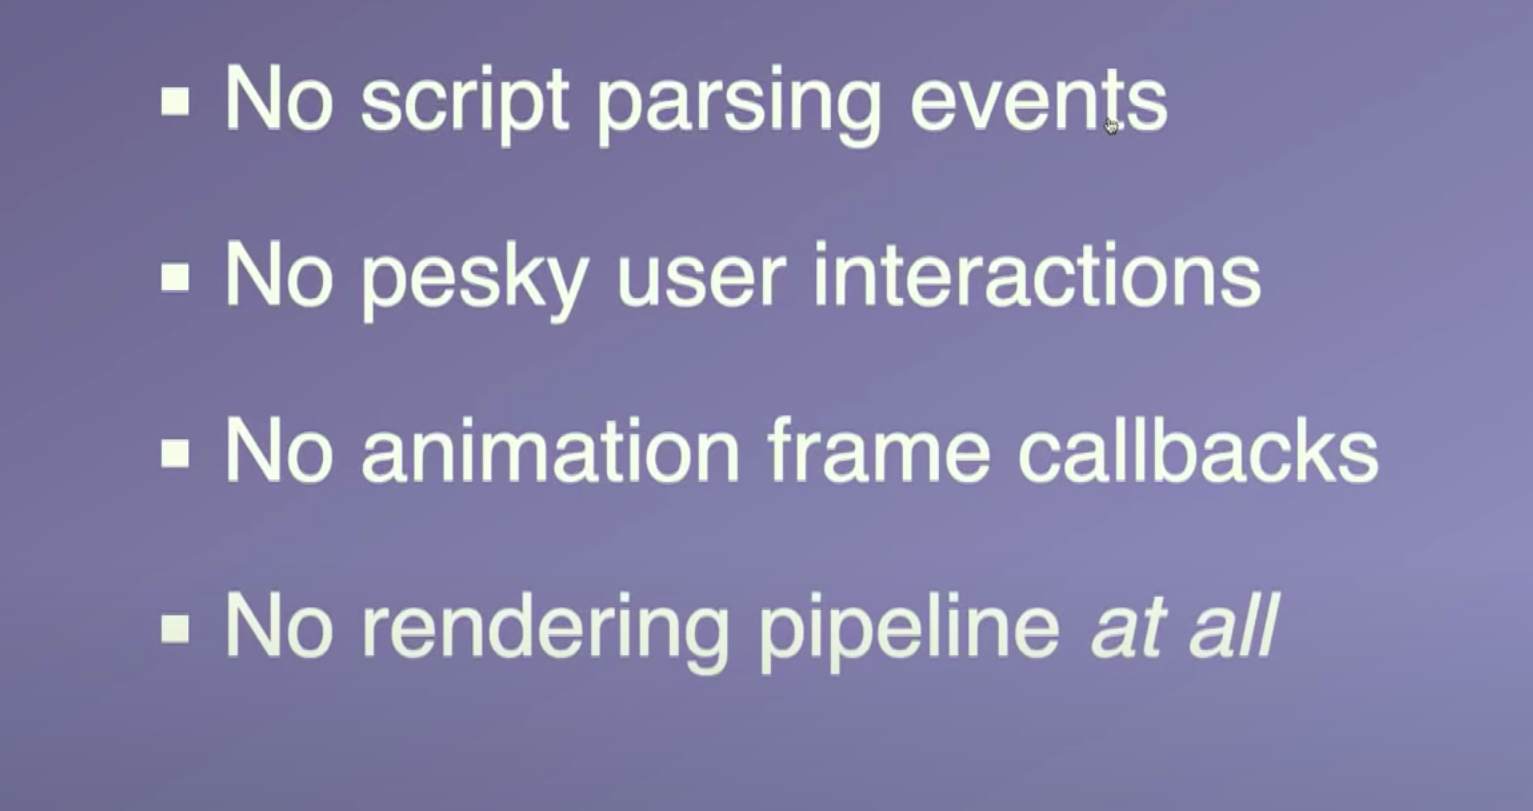 ▪ No script parsing events
▪ No pesky user interactions
▪ No animation frame callbacks
▪ No rendering pipeline at all